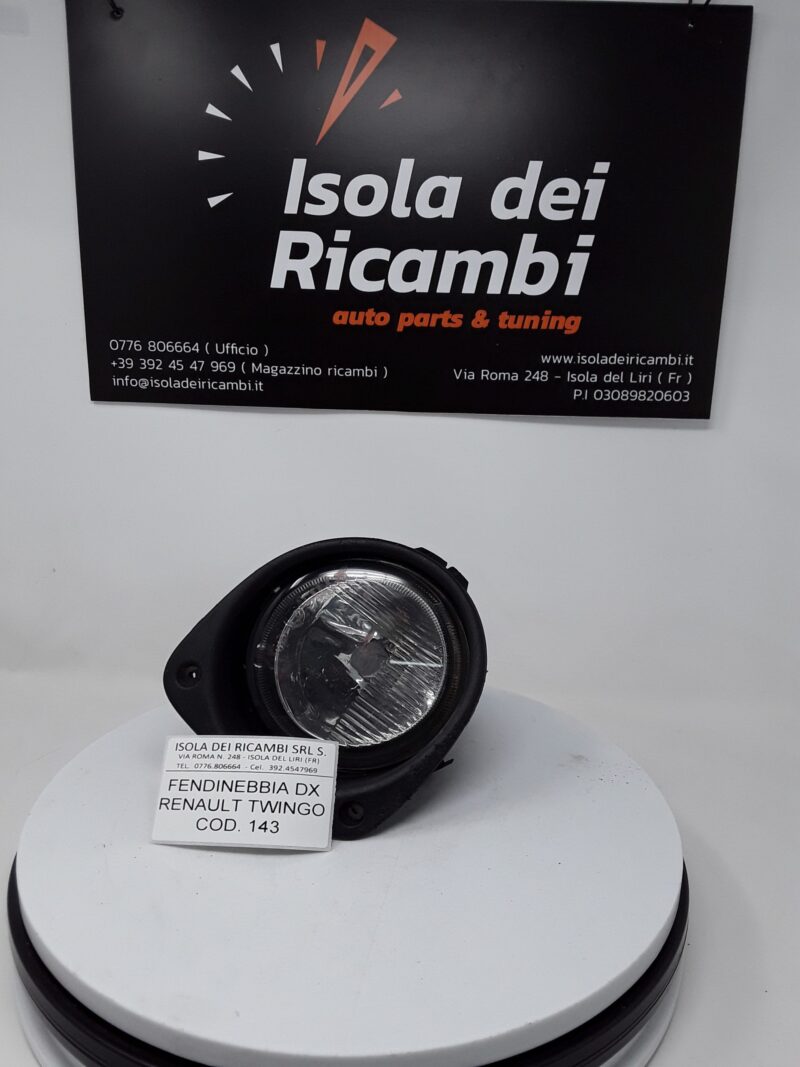 Isola dei
Ricambi
auto parts & tuning
0776 806664 ( Ufficio )
+39 392 45 47 969 ( Magazzino ricambi )
info@isoladeiricambi.it
www.isoladeiricambi.it
Via Roma 248 - Isola del Liri ( Fr )
P.I 03089820603
ISOLA DEI RICAMBI SRL S.
VIA ROMA N. 248 - ISOLA DEL LIRI (FR)
TEL. 0776.806664 - Cel. 392.4547969
FENDINEBBIA DX
RENAULT TWINGO
COD. 143